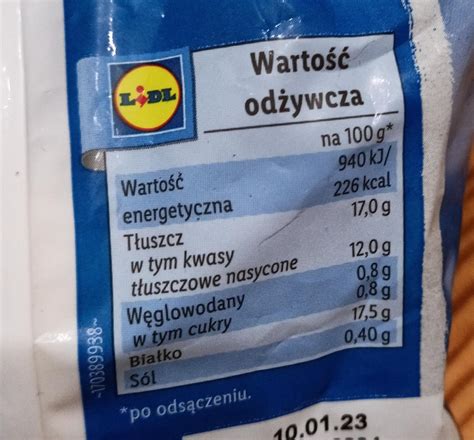 LIDL
Wartość
odżywcza
na 100 g*
Wartość 940 kJ/
energetyczna 226 kcal
Tłuszcz 17,0 g
w tym kwasy
tłuszczowe nasycone 12,0 g
Węglowodany 0,8 g
w tym cukry 0,8 g
Białko 17,5 g
Sól 0,40 g
*po odsączeniu.
~170389938~
10.01.23